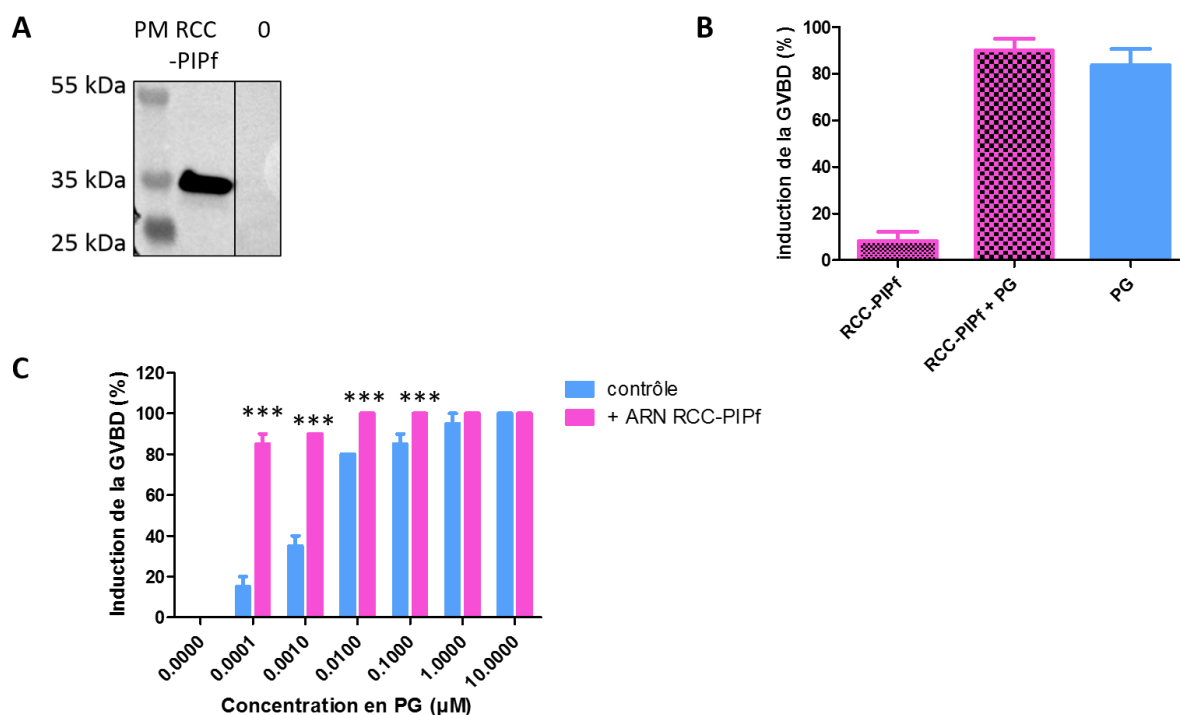 A
PM RCC 0
-PIPf
55 kDa
35 kDa
25 kDa
B
induction de la GVBD (%)
100
80
60
40
20
0
RCC-PIPf
RCC-PIPf + PG
PG
C
Induction de la GVBD (%)
120
100
80
60
40
20
0
***
***
***
***
contrôle
+ ARN RCC-PIPf
0.0000
0.0001
0.0010
0.0100
0.1000
1.0000
10.0000
Concentration en PG (µM)